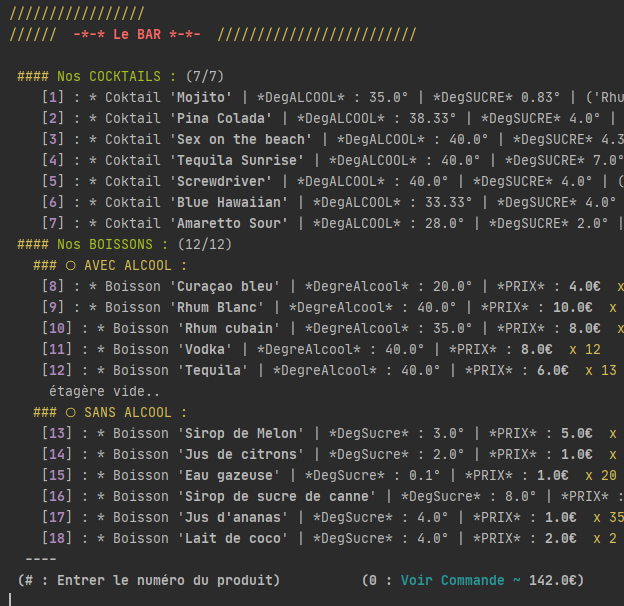 /////////////////
////// -*-* Le BAR *-*- /////////////////////////
#### Nos COCKTAILS : (7/7)
[1] : * Coktail 'Mojito' | *DegALCOOL* : 35.0° | *DegSUCRE* 0.83° | ('Rhu
[2] : * Coktail 'Pina Colada' | *DegALCOOL* : 38.33° | *DegSUCRE* 4.0° |
[3] : * Coktail 'Sex on the beach' | *DegALCOOL* : 40.0° | *DegSUCRE* 4.3
[4] : * Coktail 'Tequila Sunrise' | *DegALCOOL* : 40.0° | *DegSUCRE* 7.0°
[5] : * Coktail 'Screwdriver' | *DegALCOOL* : 40.0° | *DegSUCRE* 4.0° | (
[6] : * Coktail 'Blue Hawaiian' | *DegALCOOL* : 33.33° | *DegSUCRE* 4.0°
[7] : * Coktail 'Amaretto Sour' | *DegALCOOL* : 28.0° | *DegSUCRE* 2.0° |
#### Nos BOISSONS : (12/12)
### ○ AVEC ALCOOL :
[8] : * Boisson 'Curaçao bleu' | *DegreAlcool* : 20.0° | *PRIX* : 4.0€ x
[9] : * Boisson 'Rhum Blanc' | *DegreAlcool* : 40.0° | *PRIX* : 10.0€ x
[10] : * Boisson 'Rhum cubain' | *DegreAlcool* : 35.0° | *PRIX* : 8.0€ x
[11] : * Boisson 'Vodka' | *DegreAlcool* : 40.0° | *PRIX* : 8.0€ x 12
[12] : * Boisson 'Tequila' | *DegreAlcool* : 40.0° | *PRIX* : 6.0€ x 13
étagère vide..
### ○ SANS ALCOOL :
[13] : * Boisson 'Sirop de Melon' | *DegSucre* : 3.0° | *PRIX* : 5.0€ x
[14] : * Boisson 'Jus de citrons' | *DegSucre* : 2.0° | *PRIX* : 1.0€ x
[15] : * Boisson 'Eau gazeuse' | *DegSucre* : 0.1° | *PRIX* : 1.0€ x 20
[16] : * Boisson 'Sirop de sucre de canne' | *DegSucre* : 8.0° | *PRIX* :
[17] : * Boisson 'Jus d'ananas' | *DegSucre* : 4.0° | *PRIX* : 1.0€ x 35
[18] : * Boisson 'Lait de coco' | *DegSucre* : 4.0° | *PRIX* : 2.0€ x 2
----
(# : Entrer le numéro du produit) (0 : Voir Commande ~ 142.0€)